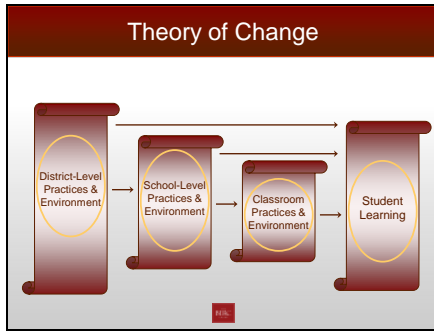 Theory of Change
District-Level
Practices &
Environment
School-Level
Practices &
Environment
Classroom
Practices &
Environment
Student
Learning